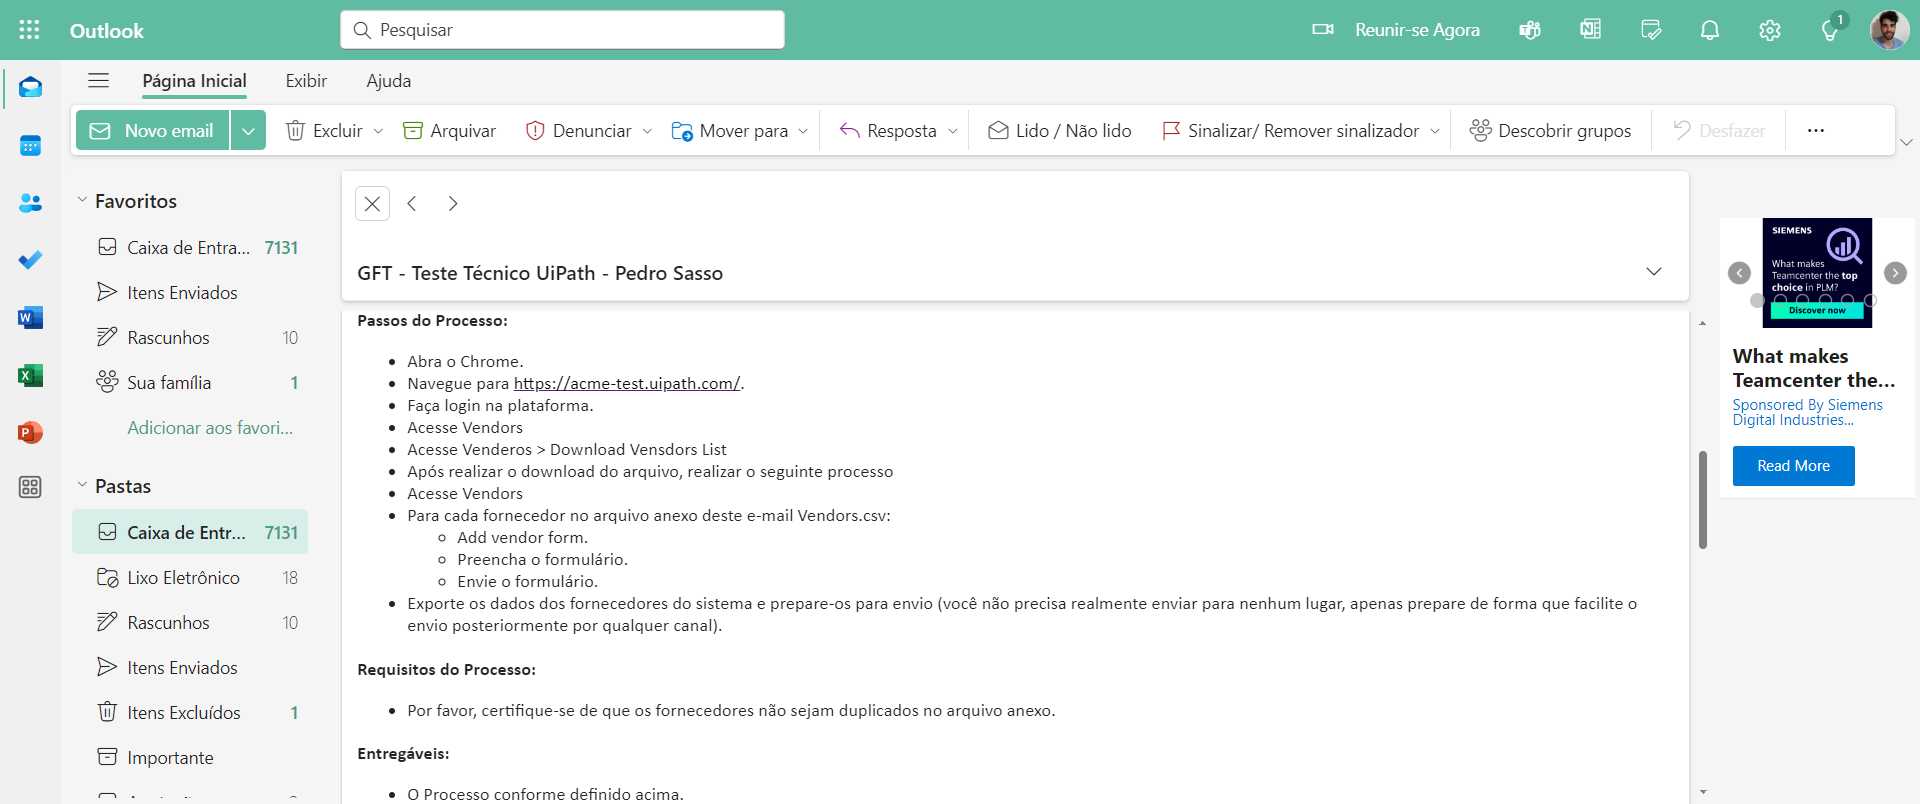 Outlook
Pesquisar
Reunir-se Agora
1
Página Inicial
Exibir
Ajuda
Novo email
Excluir
Arquivar
Denunciar
Mover para
Resposta
Lido / Não lido
Sinalizar/ Remover sinalizador
Descobrir grupos
Desfazer
...
Favoritos
Caixa de Entra... 7131
Itens Enviados
Rascunhos 10
Sua família 1
Adicionar aos favori...
Pastas
Caixa de Entr... 7131
Lixo Eletrônico 18
Rascunhos 10
Itens Enviados
Itens Excluídos 1
Importante
GFT - Teste Técnico UiPath - Pedro Sasso
Passos do Processo:
• Abra o Chrome.
• Navegue para https://acme-test.uipath.com/.
• Faça login na plataforma.
• Acesse Vendors
• Acesse Venderos > Download Vensdors List
• Após realizar o download do arquivo, realizar o seguinte processo
• Acesse Vendors
• Para cada fornecedor no arquivo anexo deste e-mail Vendors.csv:
○ Add vendor form.
○ Preencha o formulário.
○ Envie o formulário.
• Exporte os dados dos fornecedores do sistema e prepare-os para envio (você não precisa realmente enviar para nenhum lugar, apenas prepare de forma que facilite o
envio posteriormente por qualquer canal).
Requisitos do Processo:
• Por favor, certifique-se de que os fornecedores não sejam duplicados no arquivo anexo.
Entregáveis:
• O Processo conforme definido acima.
SIEMENS
What makes
Teamcenter the top
choice in PLM?
Discover now
What makes
Teamcenter the...
Sponsored By Siemens
Digital Industries...
Read More